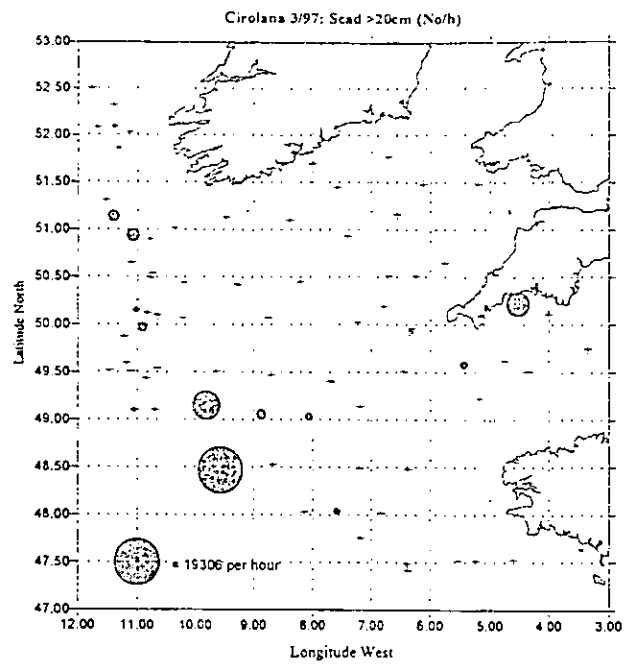 Cirolana 3/97: Scad >20cm (No/h)
53.00
52.50
52.00
51.50
51.00
50.50
50.00
49.50
49.00
48.50
48.00
47.50
47.00
Latitude North
= 19306 per hour
12.00 11.00 10.00 9.00 8.00 7.00 6.00 5.00 4.00 3.00
Longitude West